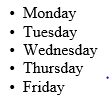 • Monday
• Tuesday
• Wednesday
• Thursday
• Friday